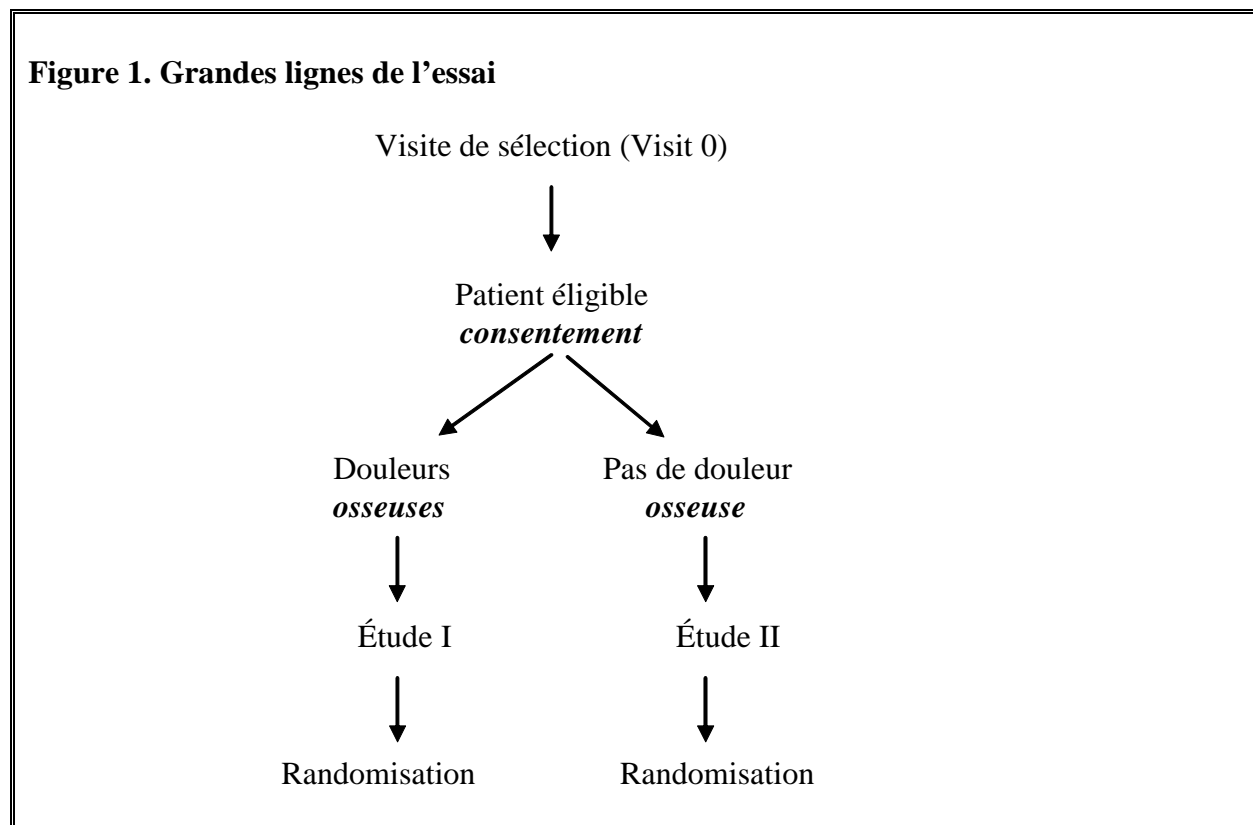 Figure 1. Grandes lignes de l'essai
Visite de sélection (Visit 0)
Patient éligible
consentement
Douleurs
osseuses
Pas de douleur
osseuse
Étude I
Étude II
Randomisation
Randomisation